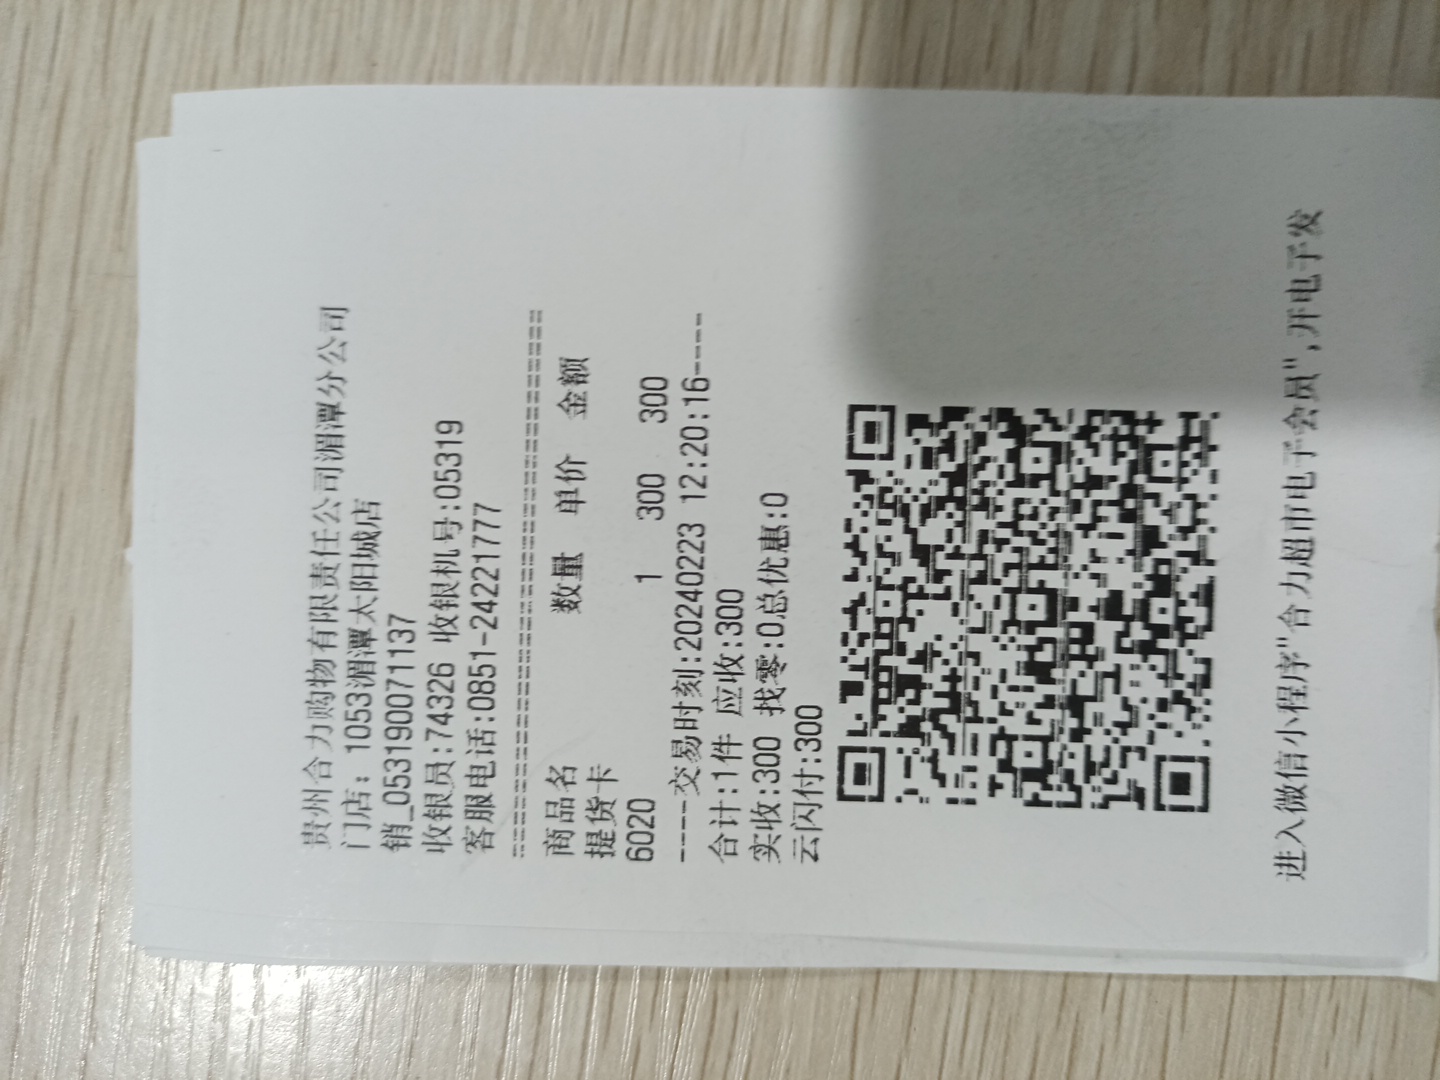 贵州合力购物有限责任公司湄潭分公司
门店: 1053湄潭太阳城店
销_053190071137
收银员:74326 收银机号:05319
客服电话:0851-24221777
========================================
商品名 数量 单价 金额
提货卡
6020 1 300 300
----交易时刻:20240223 12:20:16----
合计:1件 应收:300
实收:300 找零:0总优惠:0
云闪付:300
进入微信小程序"合力超市电子会员",开电子发